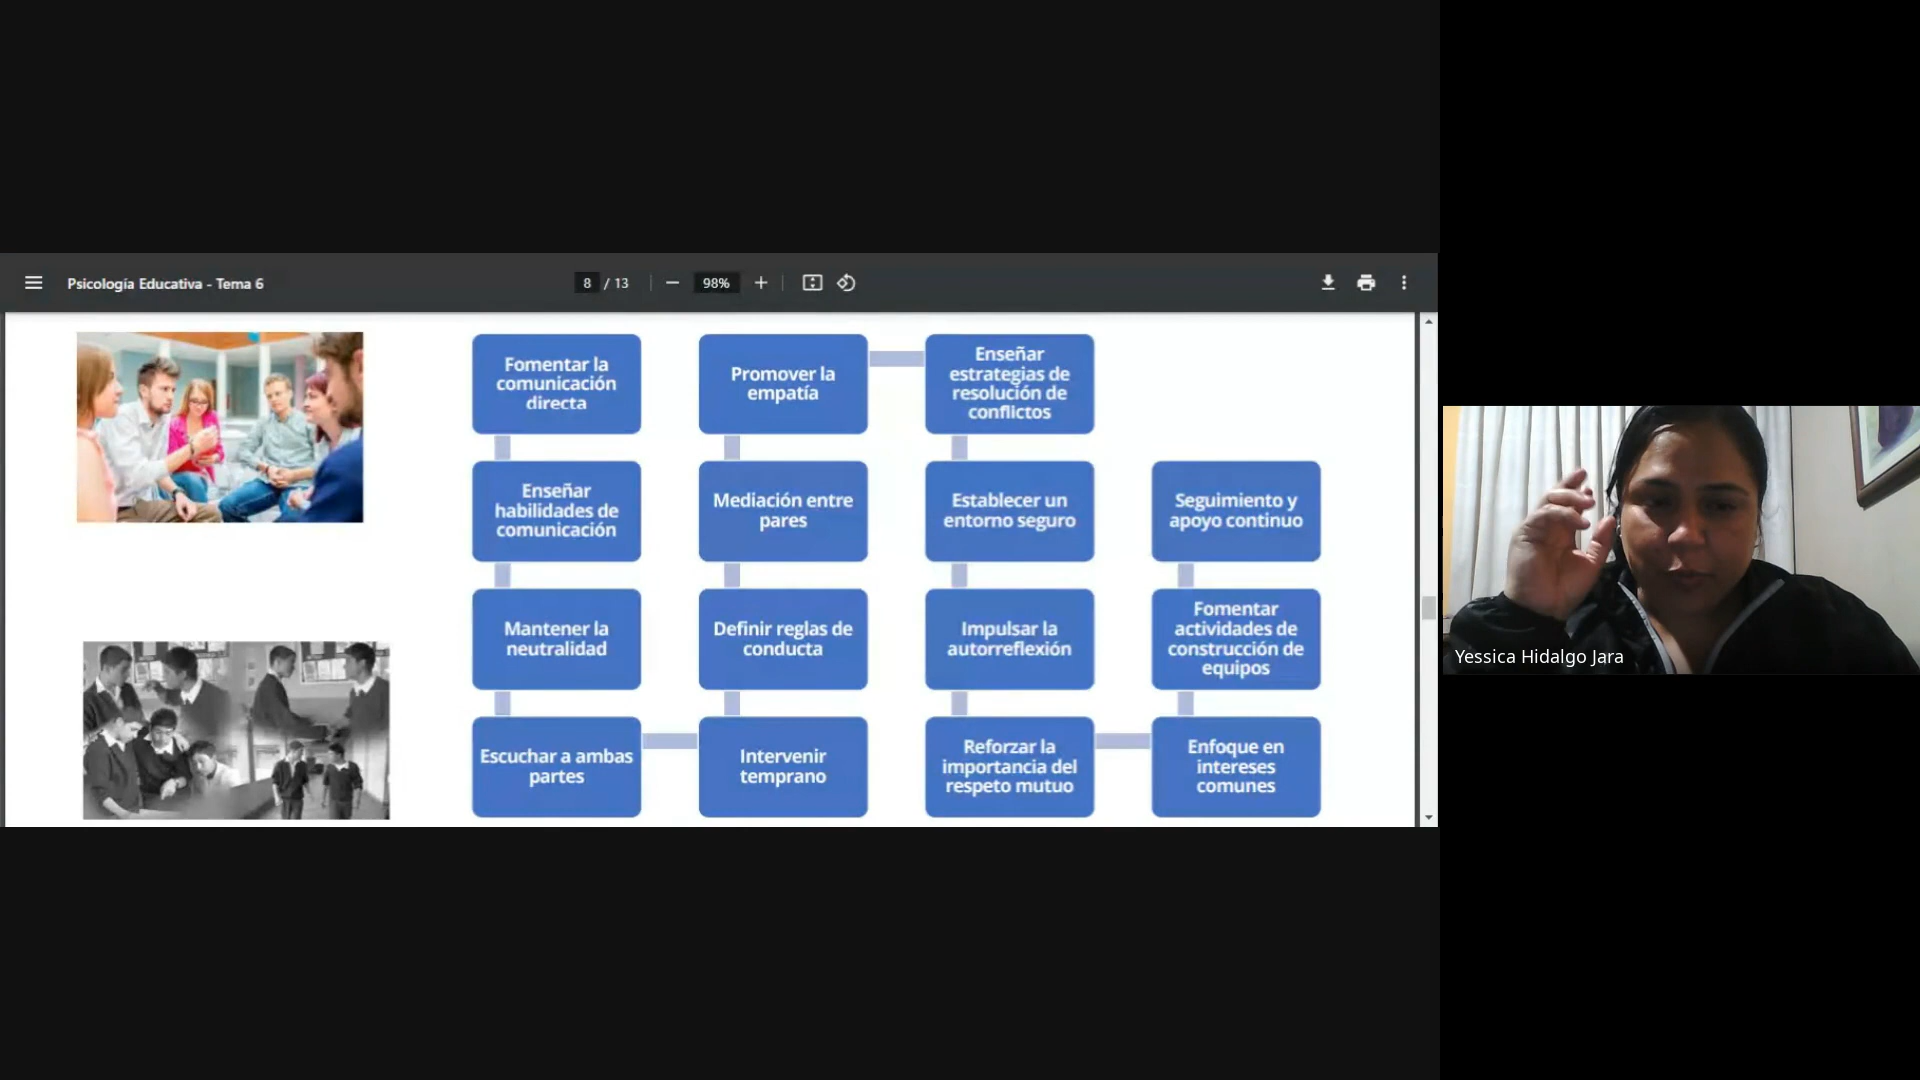 Psicología Educativa - Tema 6
8 / 13
98%
Fomentar la
comunicación
directa
Enseñar
habilidades de
comunicación
Mantener la
neutralidad
Escuchar a ambas
partes
Intervenir
temprano
Definir reglas de
conducta
Mediación entre
pares
Promover la
empatía
Enseñar
estrategias de
resolución de
conflictos
Establecer un
entorno seguro
Impulsar la
autorreflexión
Reforzar la
importancia del
respeto mutuo
Enfoque en
intereses
comunes
Fomentar
actividades de
construcción de
equipos
Seguimiento y
apoyo continuo
Yessica Hidalgo Jara